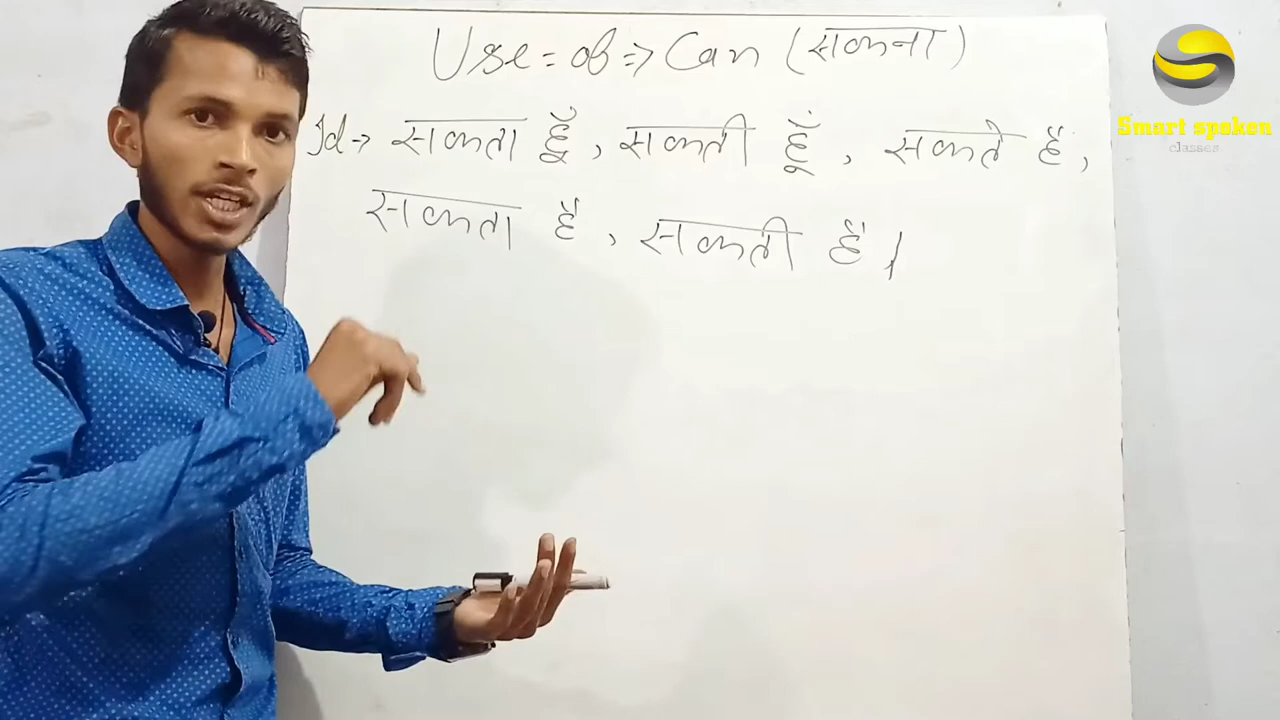 Use = of => Can (सकना)
Id => सकता हूँ, सकती हूँ, सकते हैं,
सकता है, सकती है।
Smart spoken
classes